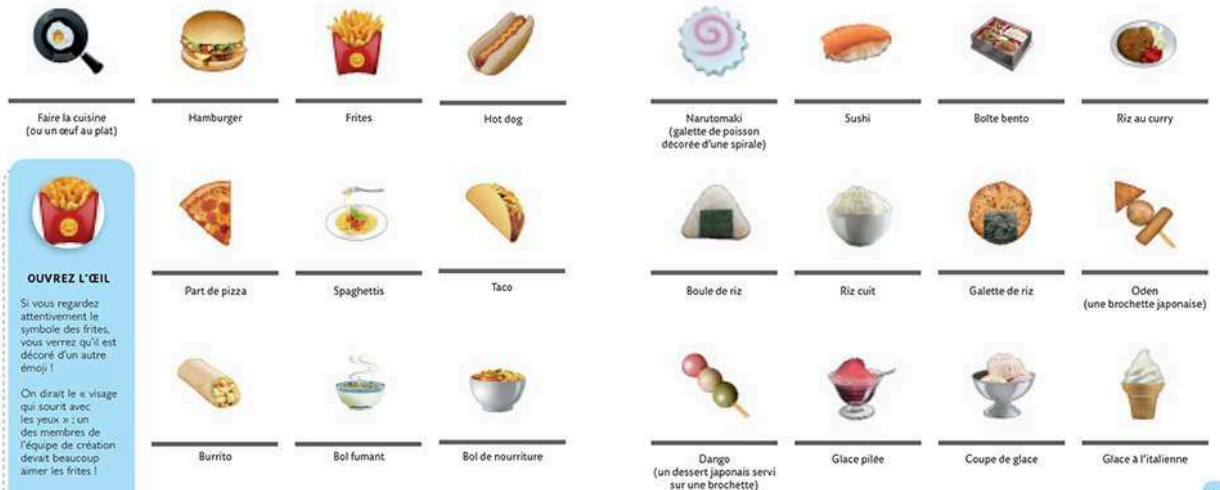 Faire la cuisine
(ou un œuf au plat)
Hamburger
Frites
Hot dog
OUVREZ L'ŒIL
Si vous regardez
attentivement le
symbole des frites,
vous verrez qu'il est
décoré d'un autre
émoji !
On dirait le « visage
qui sourit avec
les yeux » ; un
des membres de
l'équipe de création
devait beaucoup
aimer les frites !
Part de pizza
Spaghettis
Taco
Burrito
Bol fumant
Bol de nourriture
Narutomaki
(galette de poisson
décorée d'une spirale)
Sushi
Boîte bento
Riz au curry
Boule de riz
Riz cuit
Galette de riz
Oden
(une brochette japonaise)
Dango
(un dessert japonais servi
sur une brochette)
Glace pilée
Coupe de glace
Glace à l'italienne